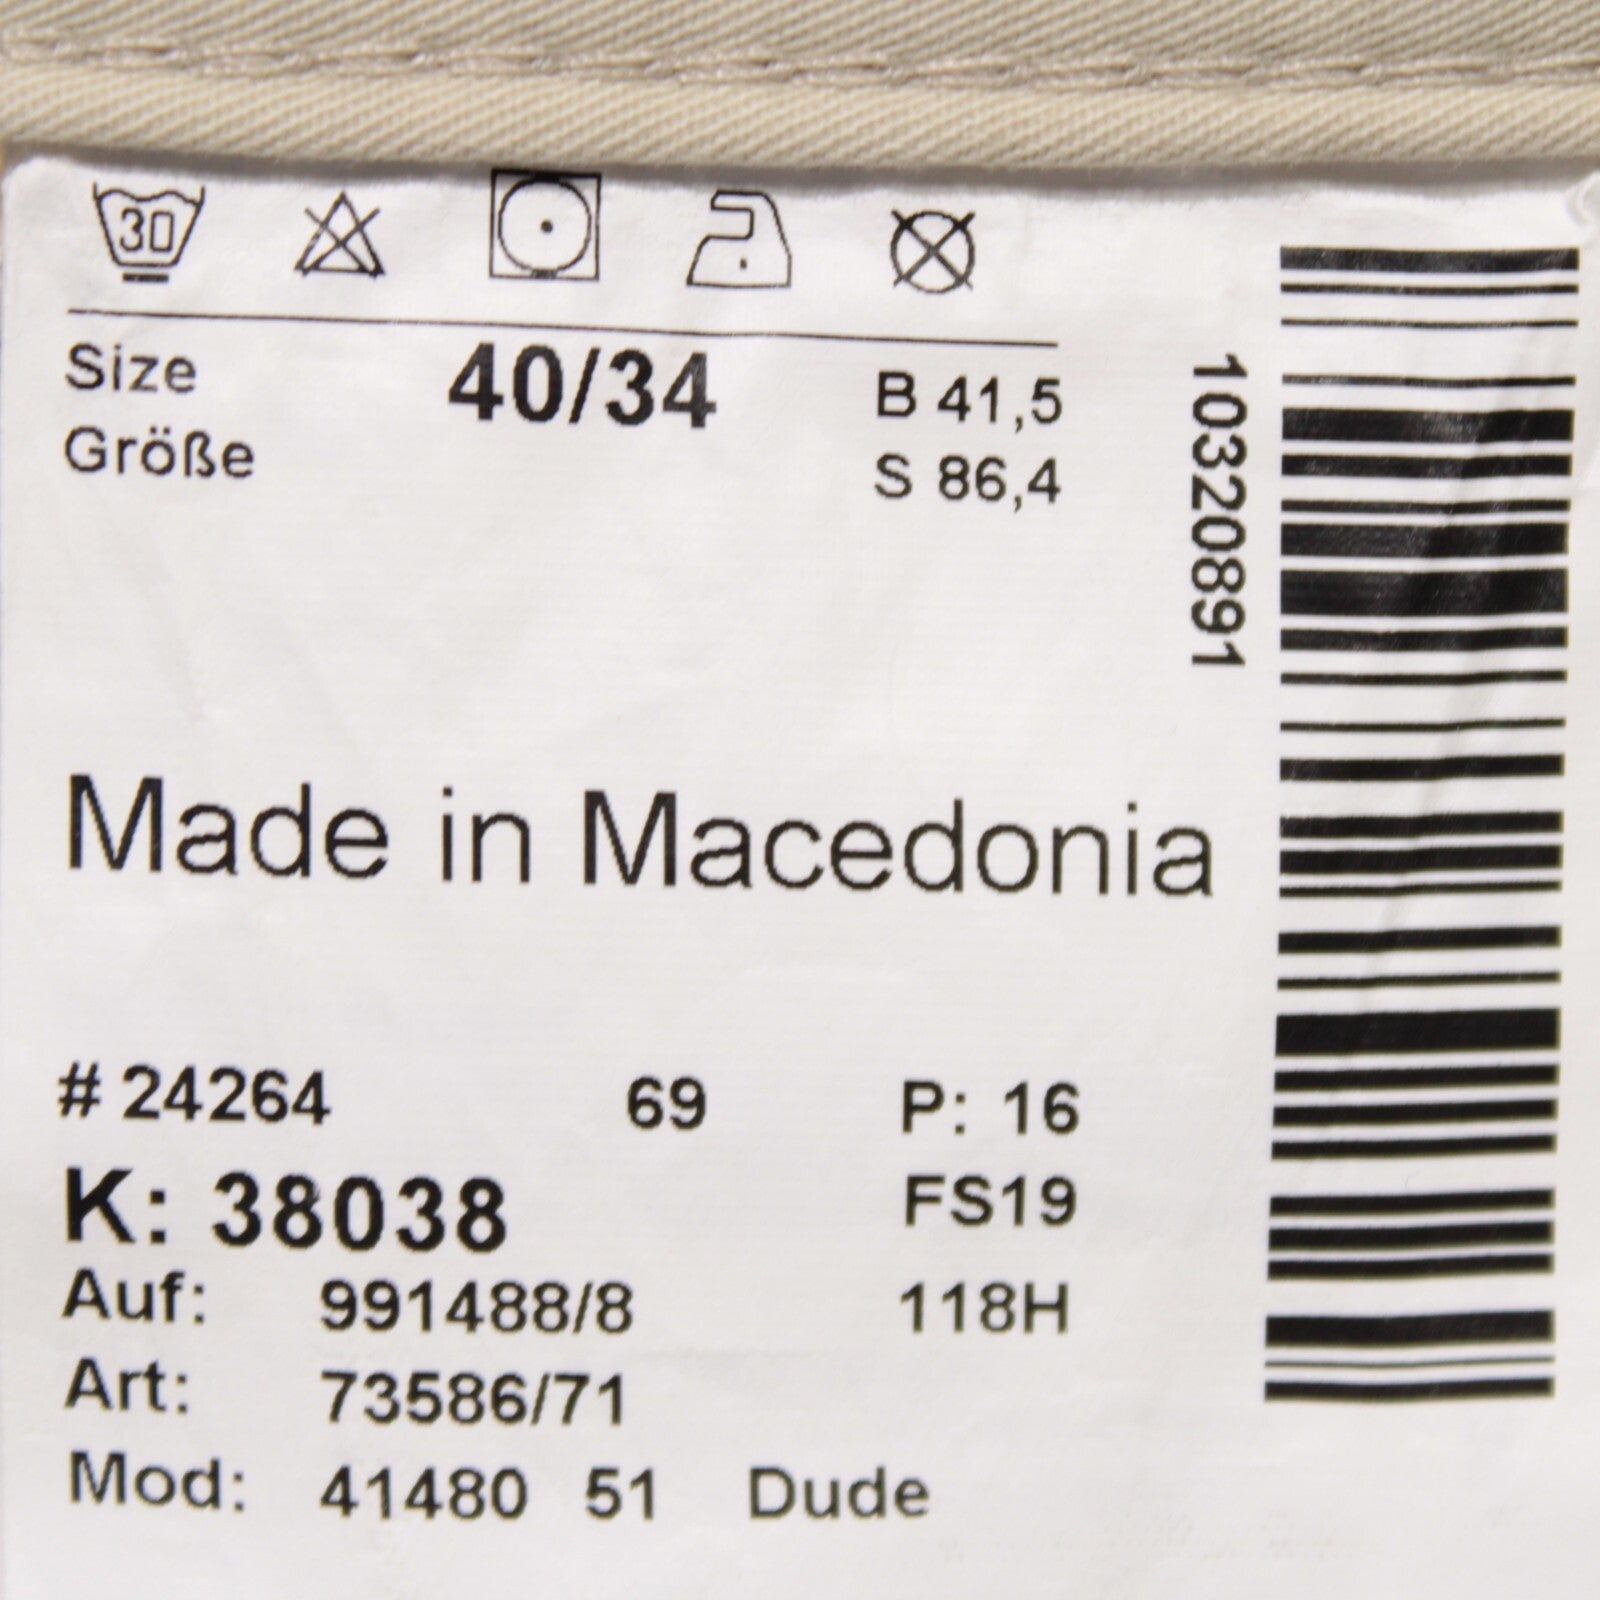 30
Size 40/34 B 41,5
Größe S 86,4
10320891
Made in Macedonia
# 24264 69 P: 16
K: 38038 FS19
Auf: 991488/8 118H
Art: 73586/71
Mod: 41480 51 Dude